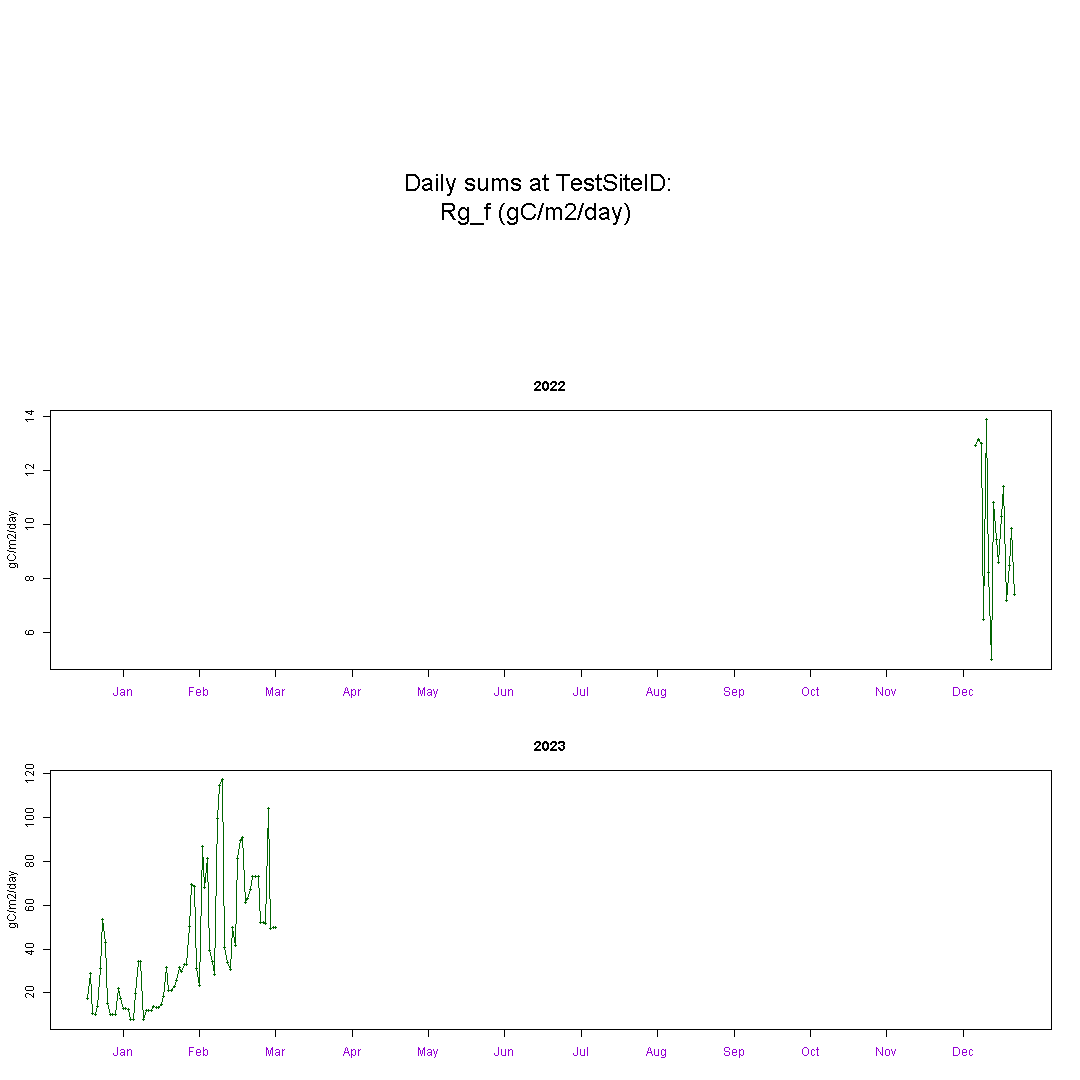 Daily sums at TestSiteID:
Rg_f (gC/m2/day)
2022
14
12
10
8
6
gC/m2/day
Jan Feb Mar Apr May Jun Jul Aug Sep Oct Nov Dec
2023
120
100
80
60
40
20
gC/m2/day
Jan Feb Mar Apr May Jun Jul Aug Sep Oct Nov Dec